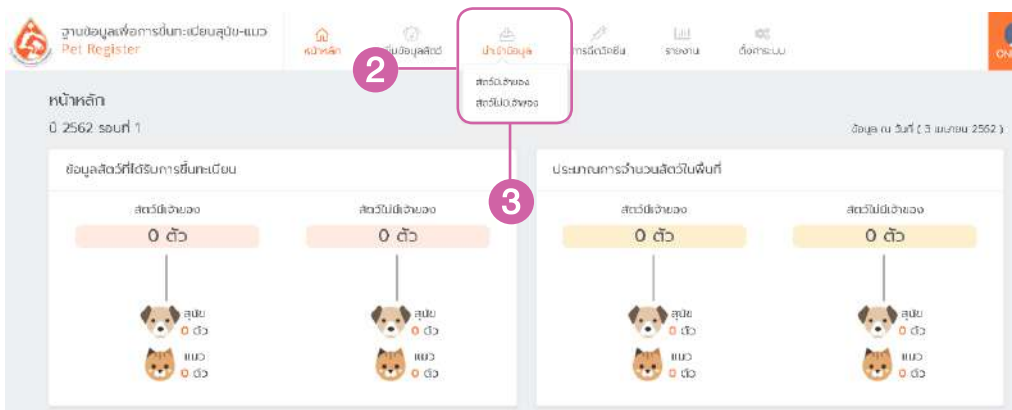 ฐานข้อมูลเพื่อการขึ้นทะเบียนสุนัข-แมว
Pet Register
หน้าหลัก
นำเข้าข้อมูล
การฉีดวัคซีน
รายงาน
ตั้งค่าระบบ
2
สัตว์มีเจ้าของ
สัตว์ไม่มีเจ้าของ
หน้าหลัก
ปี 2562 รอบที่ 1
ข้อมูล ณ วันที่ ( 3 เมษายน 2562 )
ข้อมูลสัตว์ที่ได้รับการขึ้นทะเบียน
ประมาณการจำนวนสัตว์ในพื้นที่
3
สัตว์มีเจ้าของ
สัตว์ไม่มีเจ้าของ
สัตว์มีเจ้าของ
สัตว์ไม่มีเจ้าของ
0 ตัว
0 ตัว
0 ตัว
0 ตัว
สุนัข
0 ตัว
สุนัข
0 ตัว
สุนัข
0 ตัว
สุนัข
0 ตัว
แมว
0 ตัว
แมว
0 ตัว
แมว
0 ตัว
แมว
0 ตัว